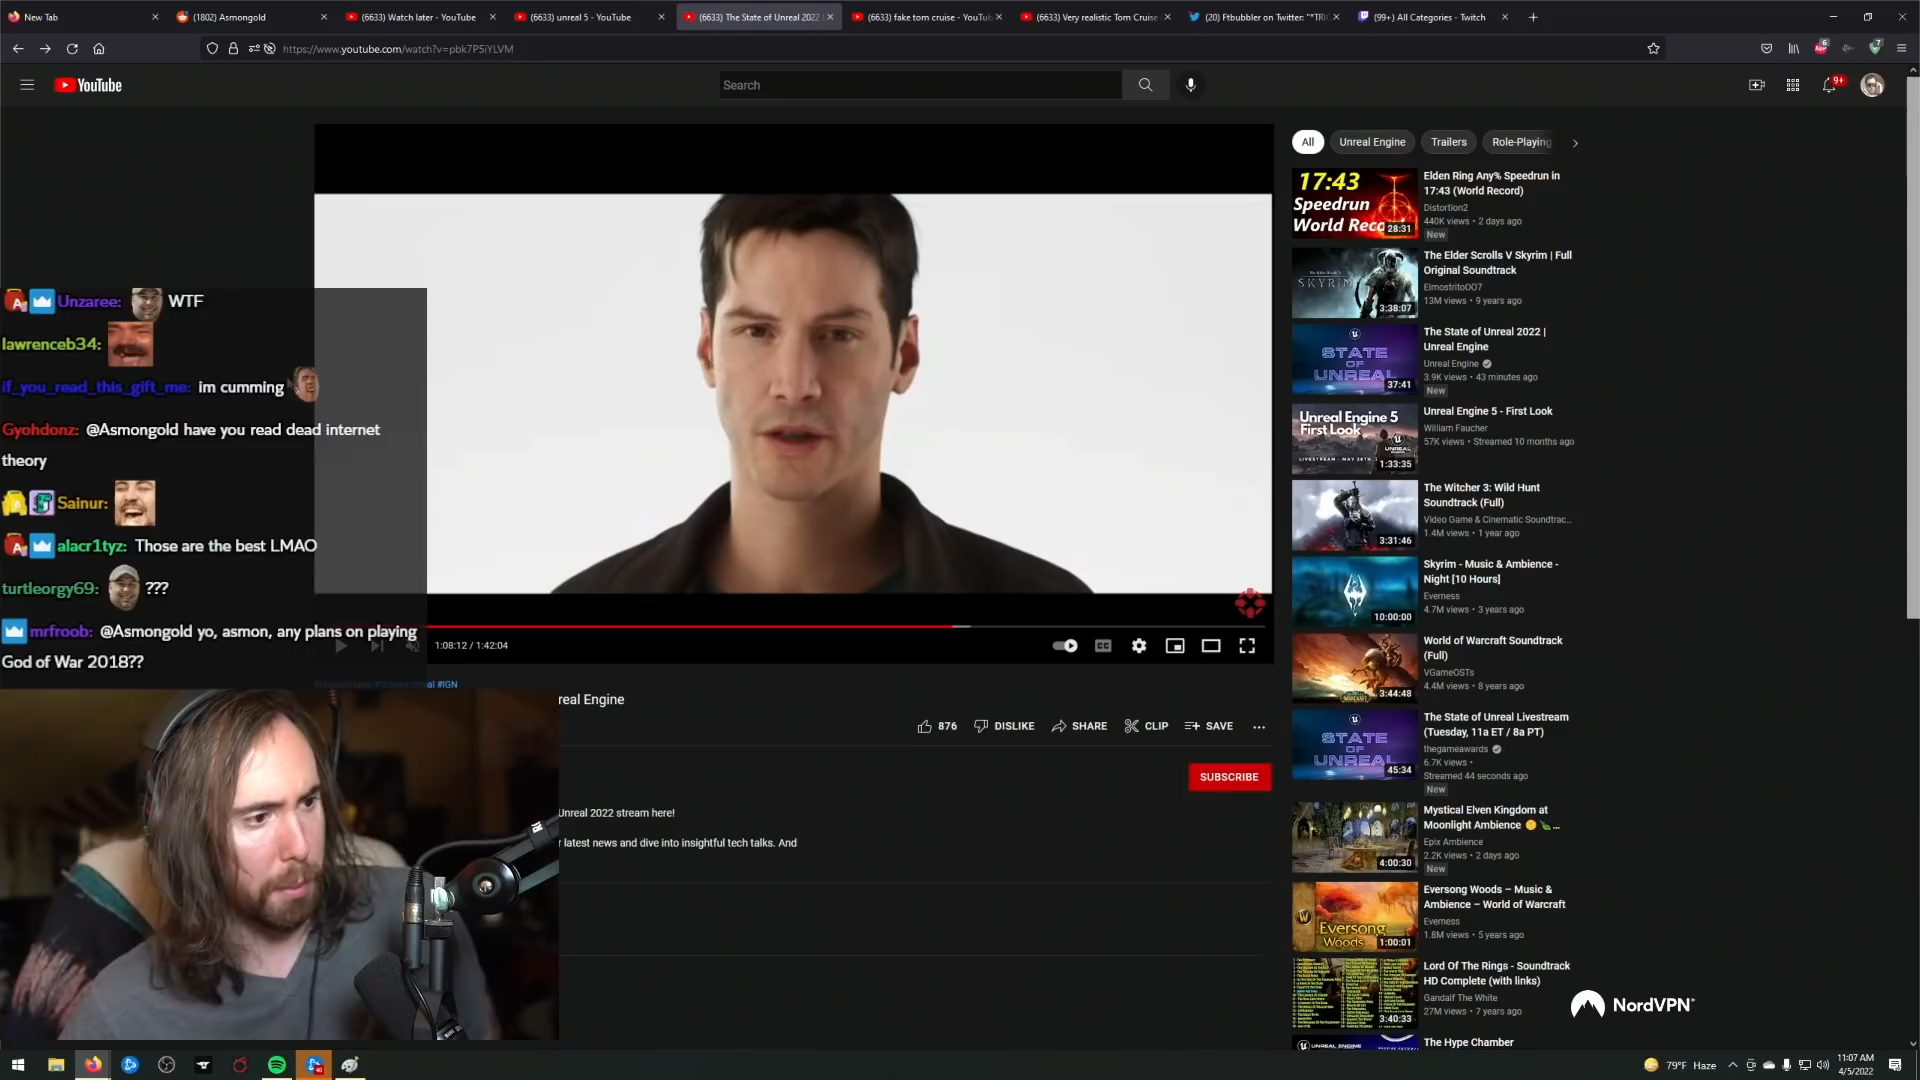 New Tab
(1802) Asmongold
(6633) Watch later - YouTube
(6633) unreal 5 - YouTube
(6633) The State of Unreal 2022 |
(6633) fake tom cruise - YouTub
(6633) Very realistic Tom Cruise
(20) Ftbubbler on Twitter: "*TRIC
(99+) All Categories - Twitch
https://www.youtube.com/watch?v=pbk7P5iYLVM
YouTube
Search
9+
All
Unreal Engine
Trailers
Role-Playing
17:43
Speedrun
World Reco
28:31
Elden Ring Any% Speedrun in
17:43 (World Record)
Distortion2
440K views • 2 days ago
New
SKYRIM
3:38:07
The Elder Scrolls V Skyrim | Full
Original Soundtrack
ElmostritoOO7
13M views • 9 years ago
STATE
OF
UNREAL
37:41
The State of Unreal 2022 |
Unreal Engine
Unreal Engine
3.9K views • 43 minutes ago
New
Unreal Engine 5
First Look
1:33:35
Unreal Engine 5 - First Look
William Faucher
57K views • Streamed 10 months ago
3:31:46
The Witcher 3: Wild Hunt
Soundtrack (Full)
Video Game & Cinematic Soundtrac...
1.4M views • 1 year ago
10:00:00
Skyrim - Music & Ambience -
Night [10 Hours]
Everness
4.7M views • 3 years ago
3:44:48
World of Warcraft Soundtrack
(Full)
VGameOSTs
4.4M views • 8 years ago
STATE
OF
UNREAL
45:34
The State of Unreal Livestream
(Tuesday, 11a ET / 8a PT)
thegameawards
6.7K views •
Streamed 44 seconds ago
New
4:00:30
Mystical Elven Kingdom at
Moonlight Ambience
...
Epix Ambience
2.2K views • 2 days ago
New
Eversong
Woods
1:00:01
Eversong Woods – Music &
Ambience – World of Warcraft
Everness
1.8M views • 5 years ago
3:40:33
Lord Of The Rings - Soundtrack
HD Complete (with links)
Gandalf The White
27M views • 7 years ago
The Hype Chamber
Unzaree: WTF
lawrenceb34:
if_you_read_this_gift_me: im cumming
Gyohdonz: @Asmongold have you read dead internet
theory
Sainur:
alacr1tyz: Those are the best LMAO
turtleorgy69: ???
mrfroob: @Asmongold yo, asmon, any plans on playing
God of War 2018??
1:08:12 / 1:42:04
al #IGN
real Engine
876
DISLIKE
SHARE
CLIP
SAVE
SUBSCRIBE
Unreal 2022 stream here!
latest news and dive into insightful tech talks. And
NordVPN
79°F Haze
11:07 AM
4/5/2022